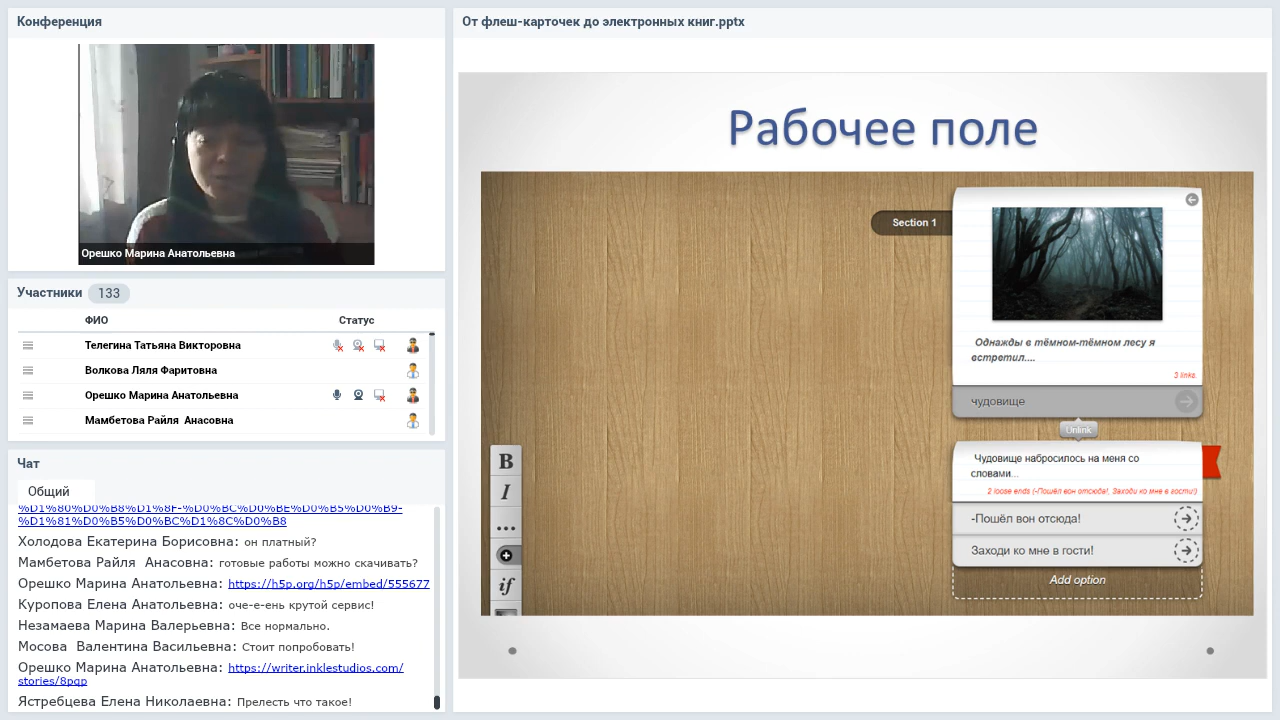 Конференция
Орешко Марина Анатольевна
Участники 133
ФИО Статус
Телегина Татьяна Викторовна
Волкова Ляля Фаритовна
Орешко Марина Анатольевна
Мамбетова Райля Анасовна
Чат
Общий
%D1%80%D0%B8%D1%8F-%D0%BC%D0%BE%D0%B5%D0%B9-
%D1%81%D0%B5%D0%BC%D1%8C%D0%B8
Холодова Екатерина Борисовна: он платный?
Мамбетова Райля Анасовна: готовые работы можно скачивать?
Орешко Марина Анатольевна: https://h5p.org/h5p/embed/555677
Куропова Елена Анатольевна: оче-е-ень крутой сервис!
Незамаева Марина Валерьевна: Все нормально.
Мосова Валентина Васильевна: Стоит попробовать!
Орешко Марина Анатольевна: https://writer.inklestudios.com/
stories/8pqp
Ястребцева Елена Николаевна: Прелесть что такое!
От флеш-карточек до электронных книг.pptx
Рабочее поле
Section 1
Однажды в тёмном-тёмном лесу я
встретил....
3 links.
чудовище
Unlink
Чудовище набросилось на меня со
словами...
2 loose ends (-Пошёл вон отсюда!, Заходи ко мне в гости!)
-Пошёл вон отсюда!
Заходи ко мне в гости!
Add option
B
I
...
if